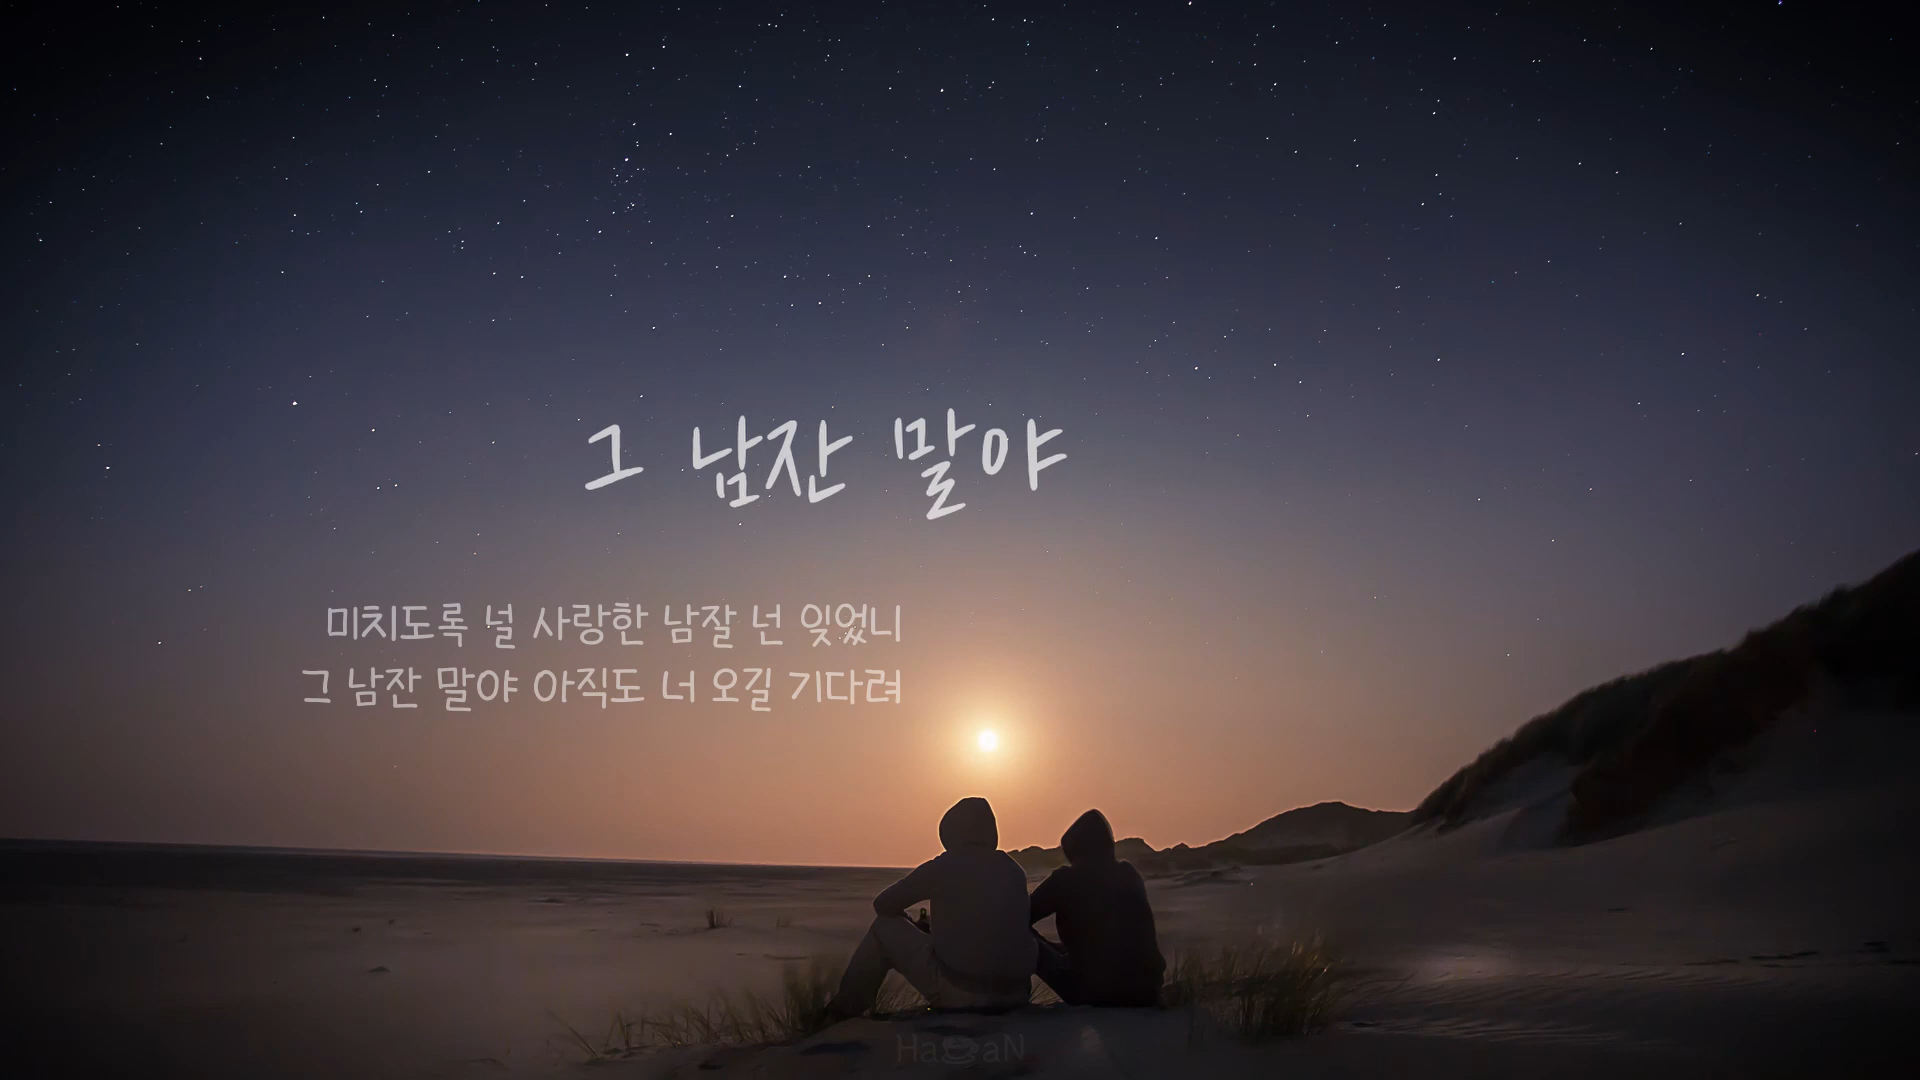 그 남잔 말야
미치도록 널 사랑한 남잘 넌 잊었니
그 남잔 말야 아직도 너 오길 기다려